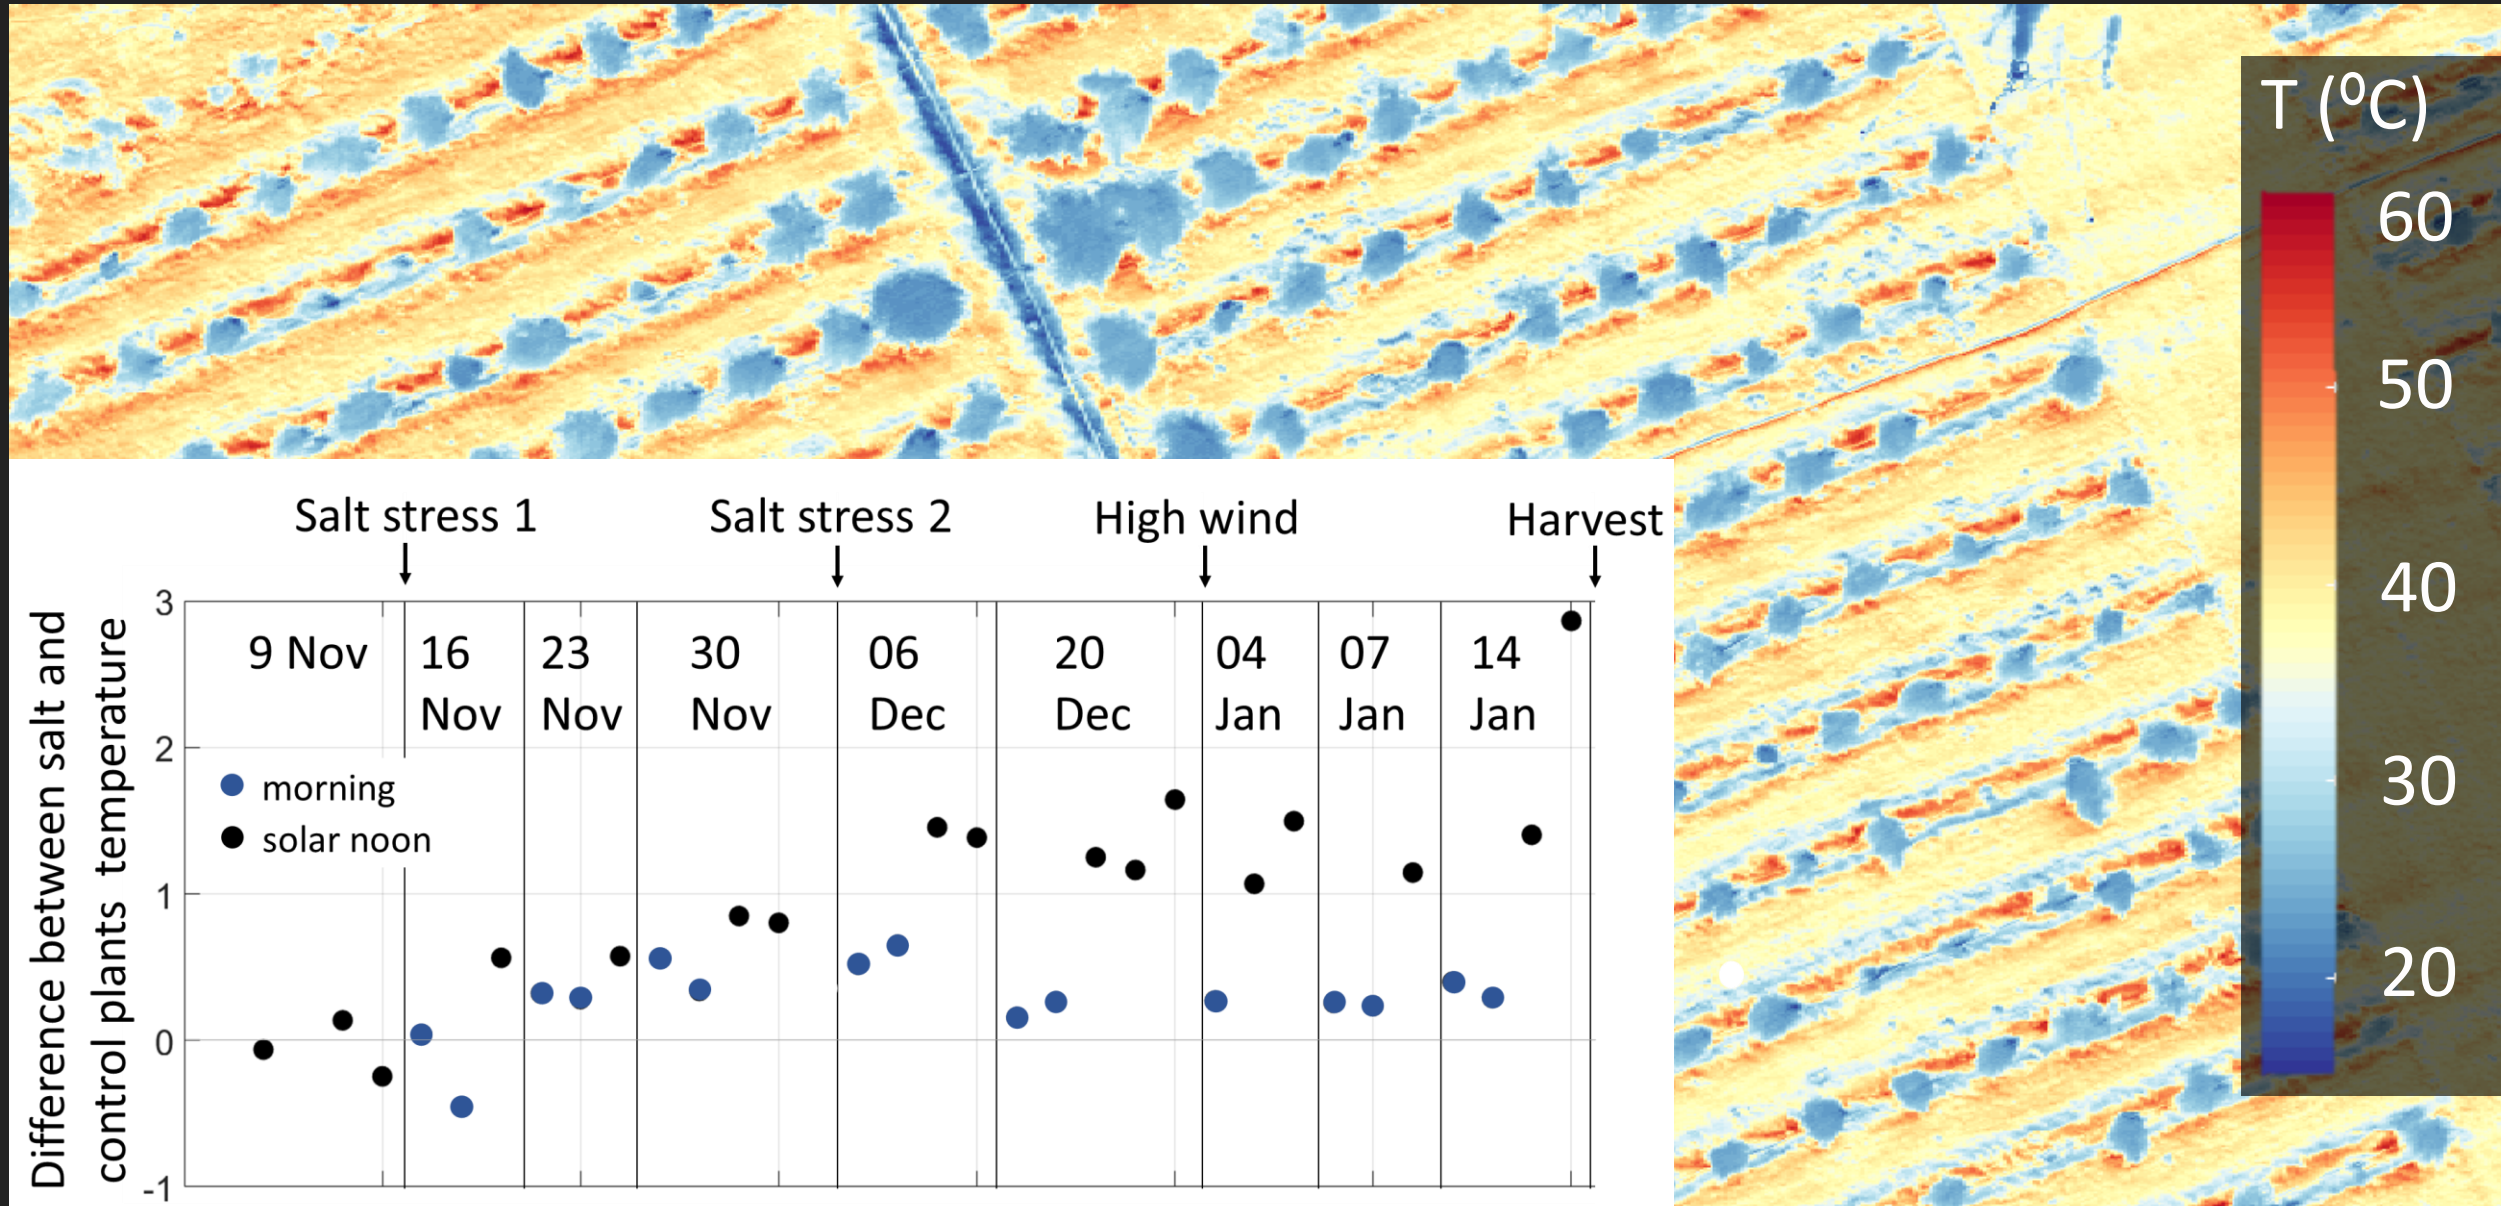 T (⁰C)
60
50
40
30
20
Salt stress 1
Salt stress 2
High wind
Harvest
Difference between salt and
control plants temperature
3
2
1
0
-1
9 Nov
16
Nov
23
Nov
30
Nov
06
Dec
20
Dec
04
Jan
07
Jan
14
Jan
morning
solar noon